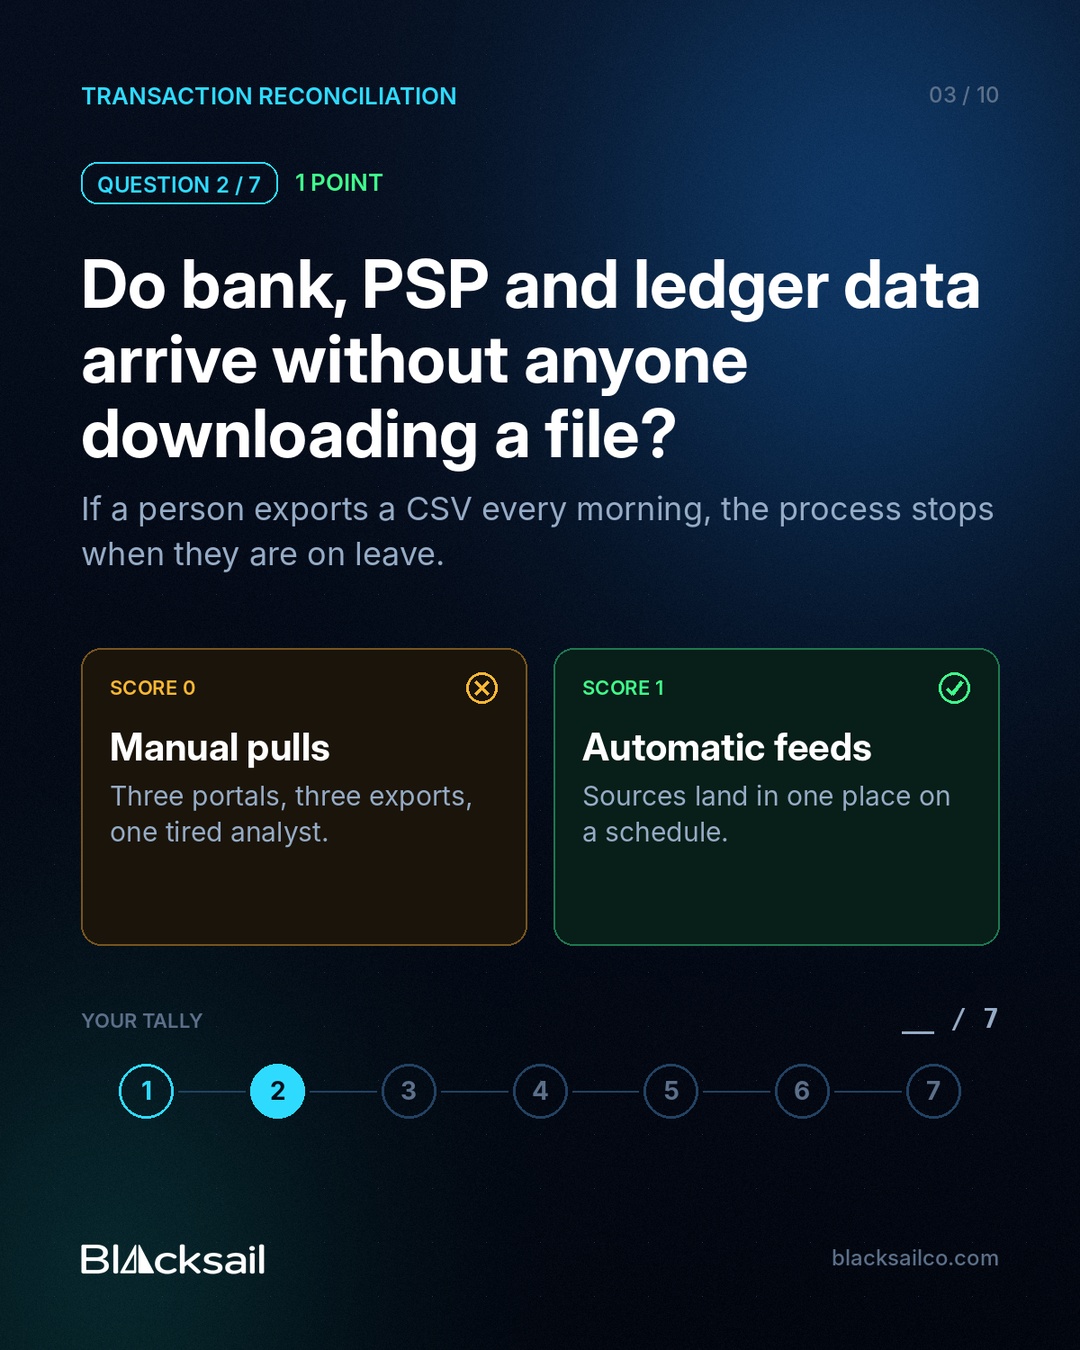 TRANSACTION RECONCILIATION
03 / 10
QUESTION 2 / 7
1 POINT
Do bank, PSP and ledger data
arrive without anyone
downloading a file?
If a person exports a CSV every morning, the process stops
when they are on leave.
SCORE 0
Manual pulls
Three portals, three exports,
one tired analyst.
SCORE 1
Automatic feeds
Sources land in one place on
a schedule.
YOUR TALLY
__ / 7
1 2 3 4 5 6 7
Blacksail
blacksailco.com